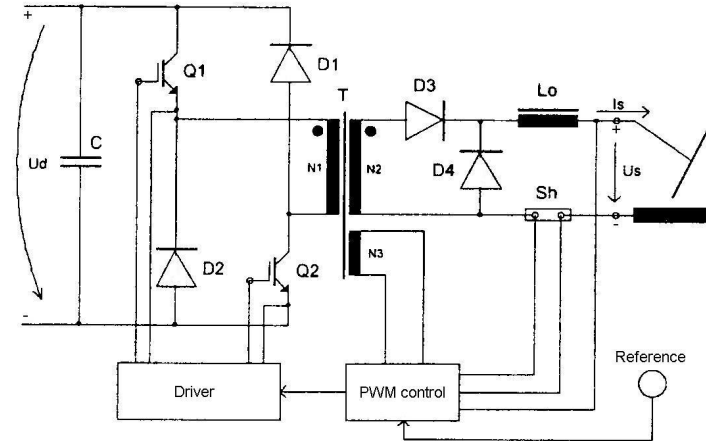 +
Q1
D1
T
D3
Lo
Is
+
Ud
C
N1
N2
D4
Us
Sh
-
D2
Q2
N3
-
Reference
Driver
PWM control